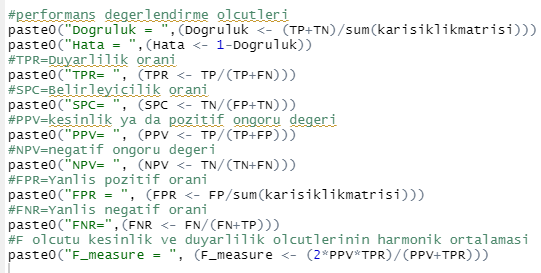 #performans degerlendirme olcutleri
paste0("Dogruluk = ",(Dogruluk <- (TP+TN)/sum(karisiklikmatrisi)))
paste0("Hata = ",(Hata <- 1-Dogruluk))
#TPR=Duyarlilik orani
paste0("TPR= ", (TPR <- TP/(TP+FN)))
#SPC=Belirleyicilik orani
paste0("SPC= ", (SPC <- TN/(FP+TN)))
#PPV=kesinlik ya da pozitif ongoru degeri
paste0("PPV= ", (PPV <- TP/(TP+FP)))
#NPV=negatif ongoru degeri
paste0("NPV= ", (NPV <- TN/(TN+FN)))
#FPR=Yanlis pozitif orani
paste0("FPR = ", (FPR <- FP/sum(karisiklikmatrisi)))
#FNR=Yanlis negatif orani
paste0("FNR=",(FNR <- FN/(FN+TP)))
#F olcutu kesinlik ve duyarlilik olcutlerinin harmonik ortalamasi
paste0("F_measure = ", (F_measure <- (2*PPV*TPR)/(PPV+TPR)))